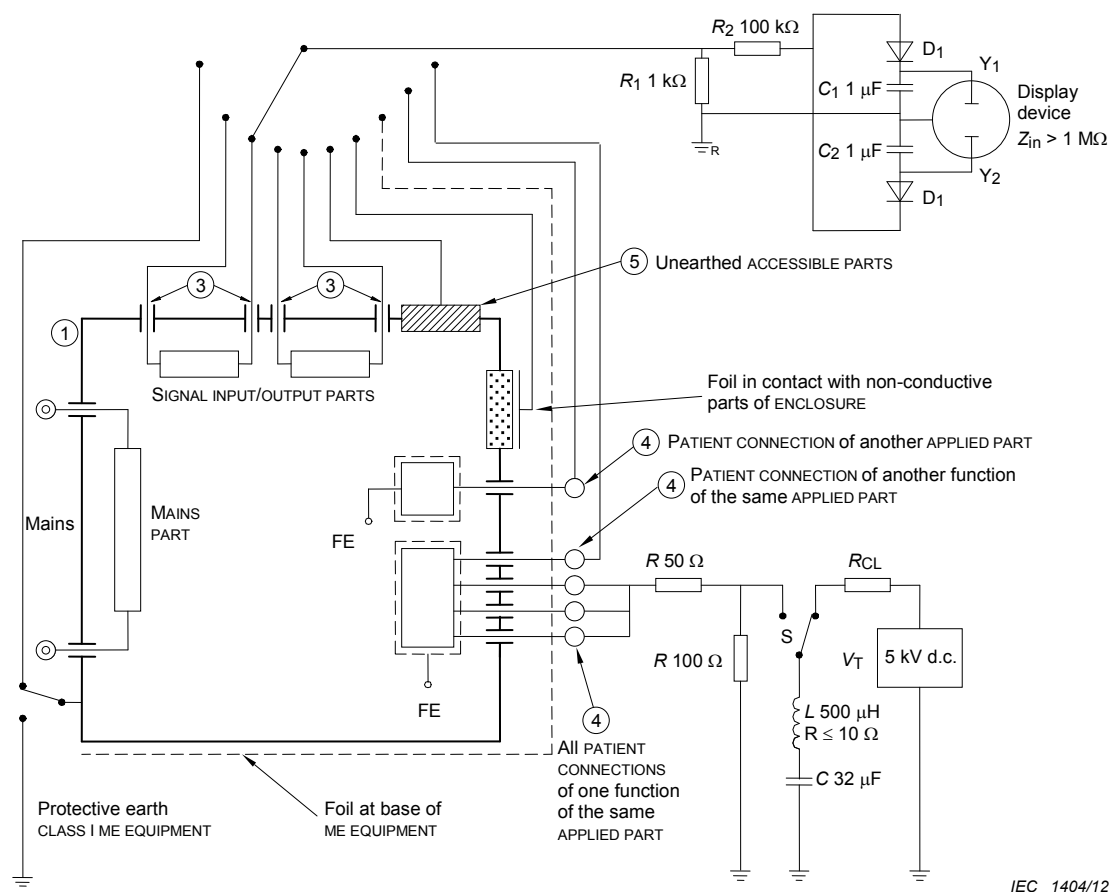 R2 100 kΩ
D1
Y1
R1 1 kΩ
C1 1 μF
Display
device
Zin > 1 MΩ
R
C2 1 μF
Y2
D1
5 Unearthed ACCESSIBLE PARTS
3
3
1
SIGNAL INPUT/OUTPUT PARTS
Foil in contact with non-conductive
parts of ENCLOSURE
4 PATIENT CONNECTION of another APPLIED PART
4 PATIENT CONNECTION of another function
of the same APPLIED PART
Mains
MAINS
PART
FE
R 50 Ω
RCL
S
R 100 Ω
VT
5 kV d.c.
FE
4
L 500 μH
R ≤ 10 Ω
C 32 μF
All PATIENT
CONNECTIONS
of one function
of the same
APPLIED PART
Protective earth
CLASS I ME EQUIPMENT
Foil at base of
ME EQUIPMENT
IEC 1404/12